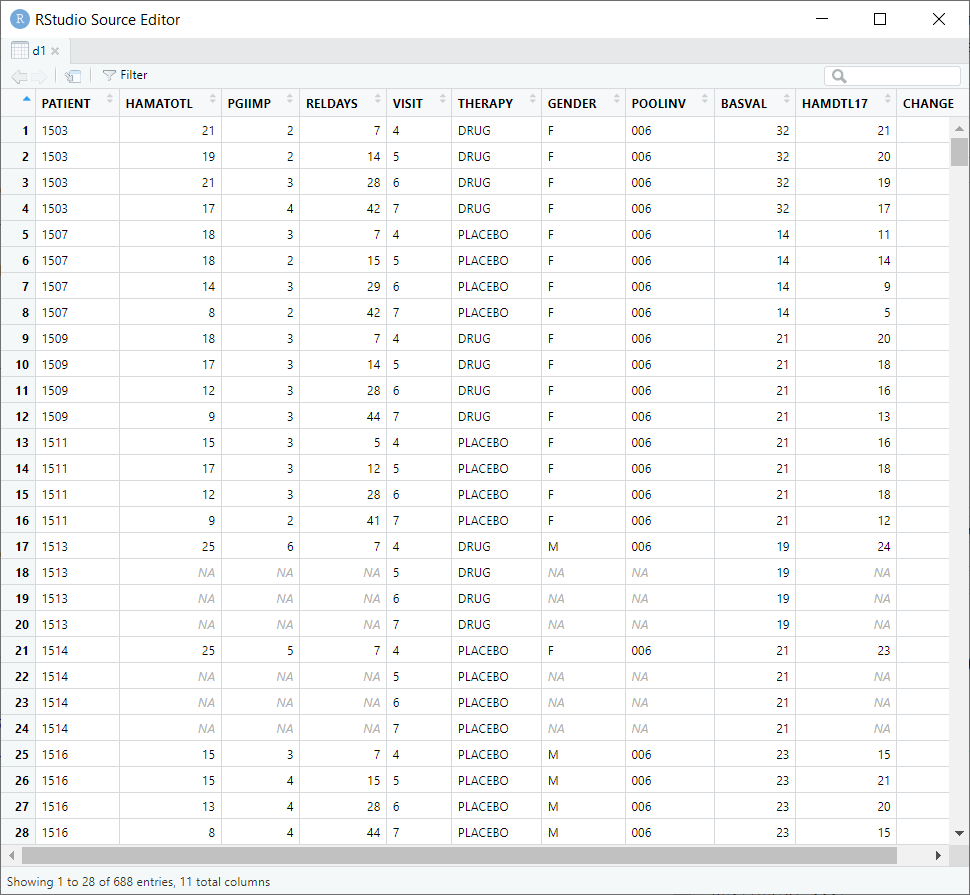 R RStudio Source Editor
d1
Filter
PATIENT HAMATOTL PGIIMP RELDAYS VISIT THERAPY GENDER POOLINV BASVAL HAMDTL17 CHANGE
1 1503 21 2 7 4 DRUG F 006 32 21
2 1503 19 2 14 5 DRUG F 006 32 20
3 1503 21 3 28 6 DRUG F 006 32 19
4 1503 17 4 42 7 DRUG F 006 32 17
5 1507 18 3 7 4 PLACEBO F 006 14 11
6 1507 18 2 15 5 PLACEBO F 006 14 14
7 1507 14 3 29 6 PLACEBO F 006 14 9
8 1507 8 2 42 7 PLACEBO F 006 14 5
9 1509 18 3 7 4 DRUG F 006 21 20
10 1509 17 3 14 5 DRUG F 006 21 18
11 1509 12 3 28 6 DRUG F 006 21 16
12 1509 9 3 44 7 DRUG F 006 21 13
13 1511 15 3 5 4 PLACEBO F 006 21 16
14 1511 17 3 12 5 PLACEBO F 006 21 18
15 1511 12 3 28 6 PLACEBO F 006 21 18
16 1511 9 2 41 7 PLACEBO F 006 21 12
17 1513 25 6 7 4 DRUG M 006 19 24
18 1513 NA NA NA 5 DRUG NA NA 19 NA
19 1513 NA NA NA 6 DRUG NA NA 19 NA
20 1513 NA NA NA 7 DRUG NA NA 19 NA
21 1514 25 5 7 4 PLACEBO F 006 21 23
22 1514 NA NA NA 5 PLACEBO NA NA 21 NA
23 1514 NA NA NA 6 PLACEBO NA NA 21 NA
24 1514 NA NA NA 7 PLACEBO NA NA 21 NA
25 1516 15 3 7 4 PLACEBO M 006 23 15
26 1516 15 4 15 5 PLACEBO M 006 23 21
27 1516 13 4 28 6 PLACEBO M 006 23 20
28 1516 8 4 44 7 PLACEBO M 006 23 15
Showing 1 to 28 of 688 entries, 11 total columns